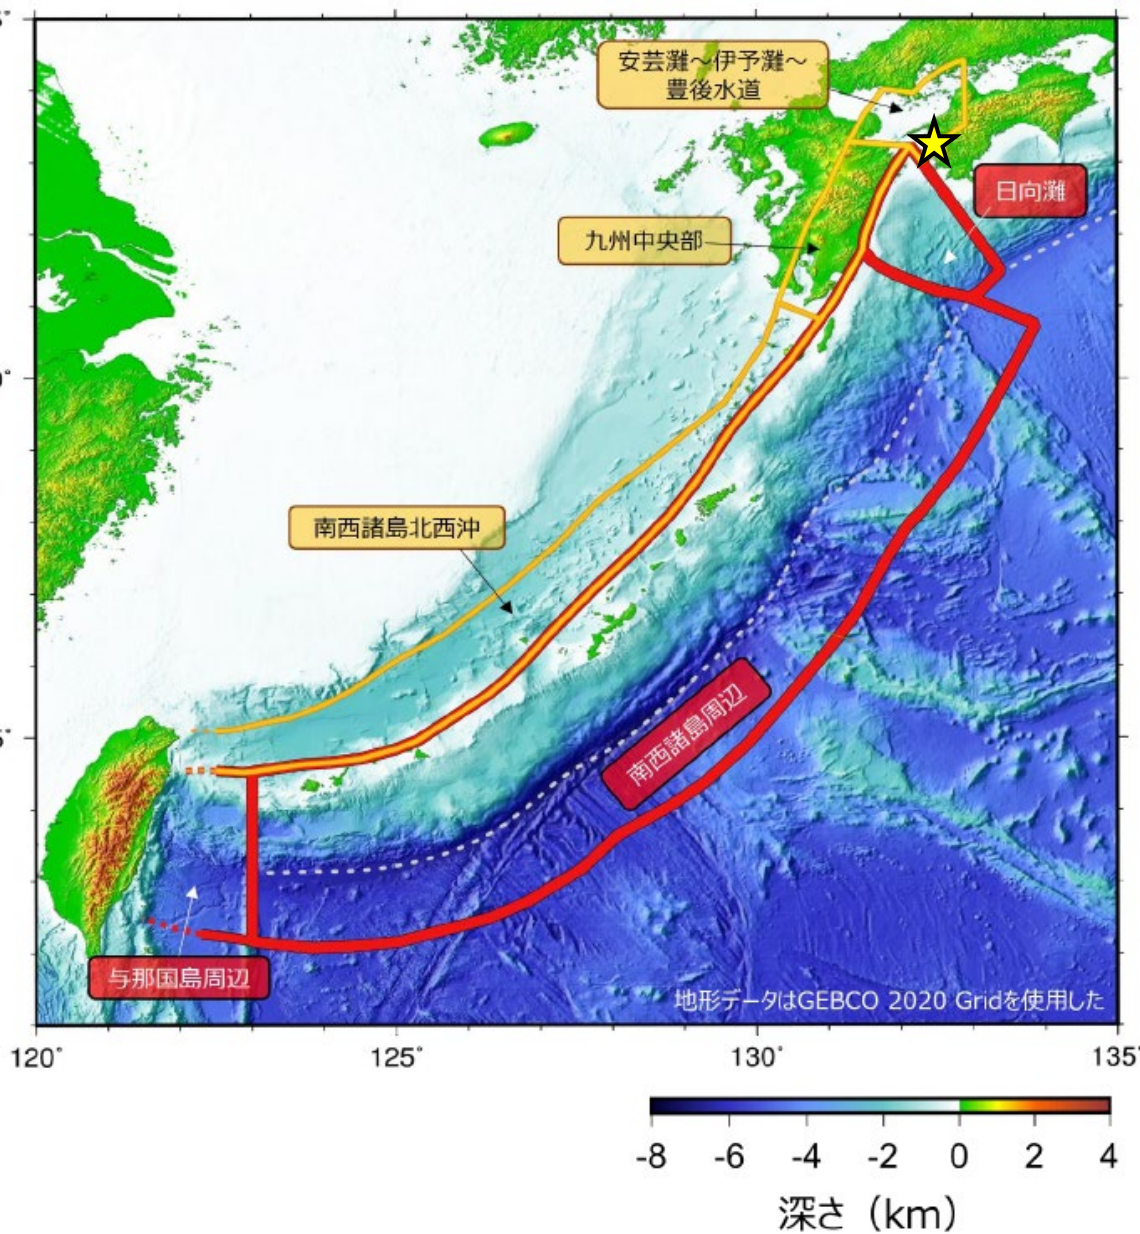 5°
安芸灘～伊予灘～
豊後水道
日向灘
九州中央部
0°
南西諸島北西沖
南西諸島周辺
5°
与那国島周辺
地形データはGEBCO 2020 Gridを使用した
120° 125° 130° 135°
-8 -6 -4 -2 0 2 4
深さ（km）